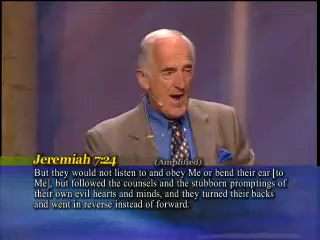 Jeremiah 7:24 (Amplified)
But they would not listen to and obey Me or bend their ear [to
Me], but followed the counsels and the stubborn promptings of
their own evil hearts and minds, and they turned their backs
and went in reverse instead of forward.